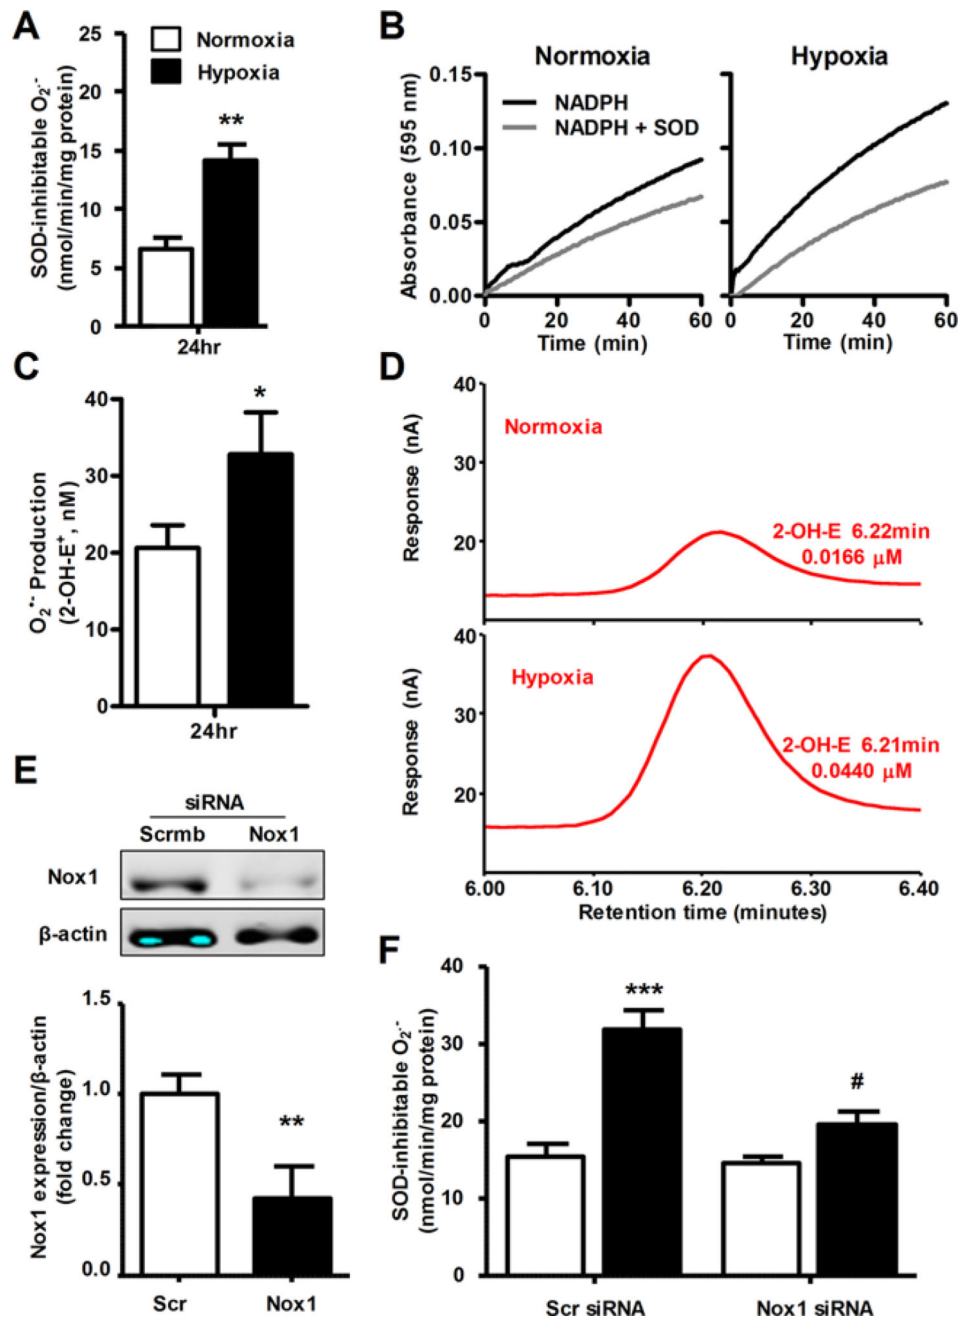 A
SOD-inhibitable O₂·-
(nmol/min/mg protein)
25
20
15
10
5
0
Normoxia
Hypoxia
**
24hr
B
Normoxia
Hypoxia
Absorbance (595 nm)
0.15
0.10
0.05
0.00
NADPH
NADPH + SOD
0
20
40
60
Time (min)
0
20
40
60
Time (min)
C
O₂•- Production
(2-OH-E⁺, nM)
40
30
20
10
0
*
24hr
D
Response (nA)
40
30
20
Normoxia
2-OH-E 6.22min
0.0166 µM
Response (nA)
40
30
20
Hypoxia
2-OH-E 6.21min
0.0440 µM
6.00
6.10
6.20
6.30
6.40
Retention time (minutes)
E
siRNA
Scrmb Nox1
Nox1
β-actin
Nox1 expression/β-actin
(fold change)
1.5
1.0
0.5
0.0
**
Scr
Nox1
F
SOD-inhibitable O₂·-
(nmol/min/mg protein)
40
30
20
10
0
***
#
Scr siRNA
Nox1 siRNA